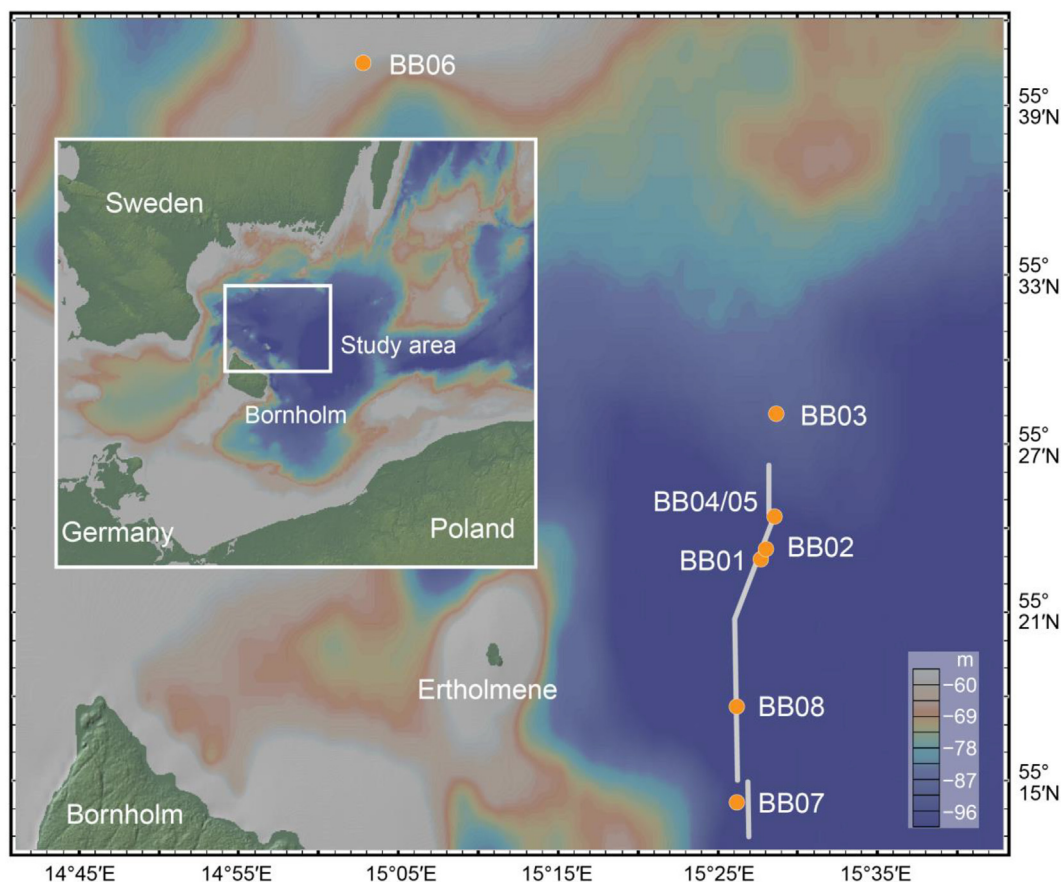 BB06
55°
39′N
Sweden
55°
33′N
Study area
Bornholm
BB03
55°
27′N
BB04/05
Germany
Poland
BB02
BB01
55°
21′N
m
−60
Ertholmene
−69
BB08
−78
55°
15′N
−87
BB07
Bornholm
−96
14°45′E
14°55′E
15°05′E
15°15′E
15°25′E
15°35′E